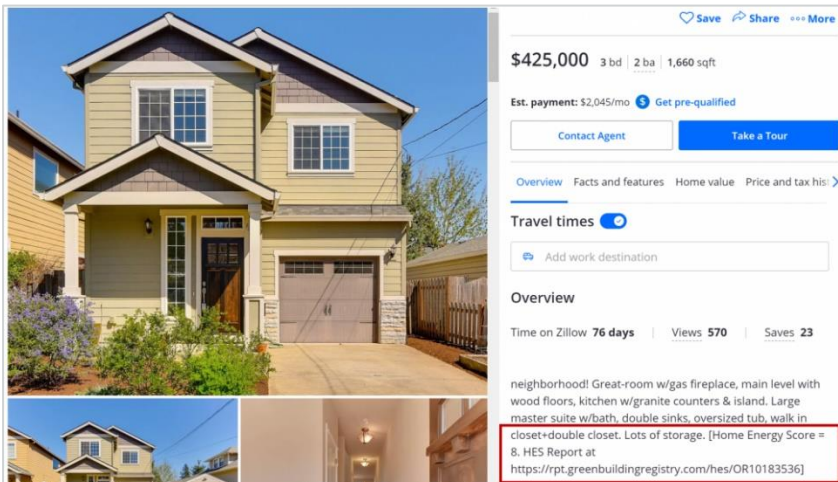 Save Share More
$425,000 3 bd 2 ba 1,660 sqft
Est. payment: $2,045/mo $ Get pre-qualified
Contact Agent Take a Tour
Overview Facts and features Home value Price and tax his
Travel times
Add work destination
Overview
Time on Zillow 76 days Views 570 Saves 23
neighborhood! Great-room w/gas fireplace, main level with
wood floors, kitchen w/granite counters & island. Large
master suite w/bath, double sinks, oversized tub, walk in
closet+double closet. Lots of storage. [Home Energy Score =
8. HES Report at
https://rpt.greenbuildingregistry.com/hes/OR10183536]